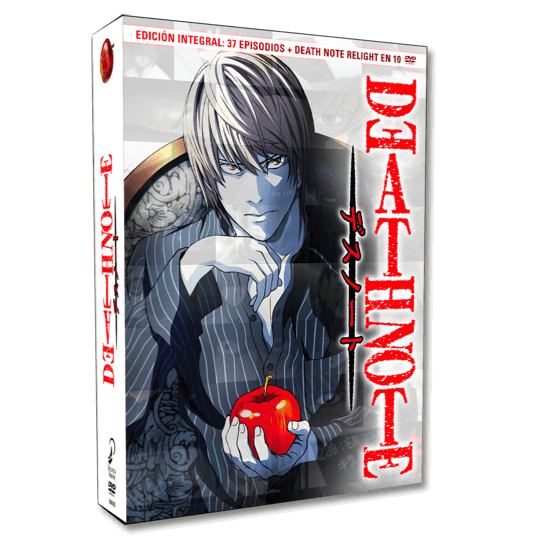 EDICIÓN INTEGRAL: 37 EPISODIOS + DEATH NOTE RELIGHT EN 10 DVD
DEATHNOTE
デスノート
DEATHNOTE